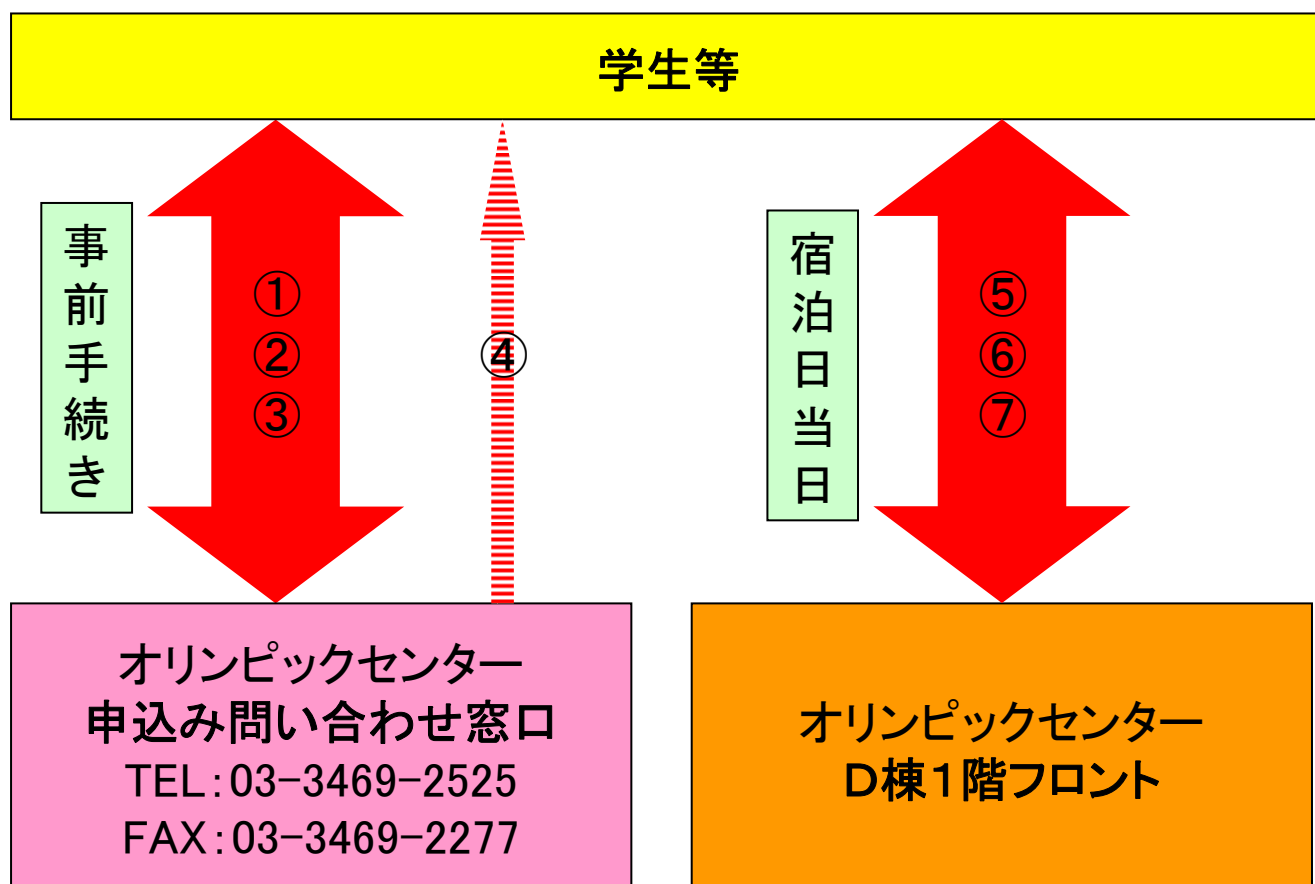 学生等
事前手続き
①
②
③
④
宿泊日当日
⑤
⑥
⑦
オリンピックセンター
申込み問い合わせ窓口
TEL:03-3469-2525
FAX:03-3469-2277
オリンピックセンター
D棟1階フロント